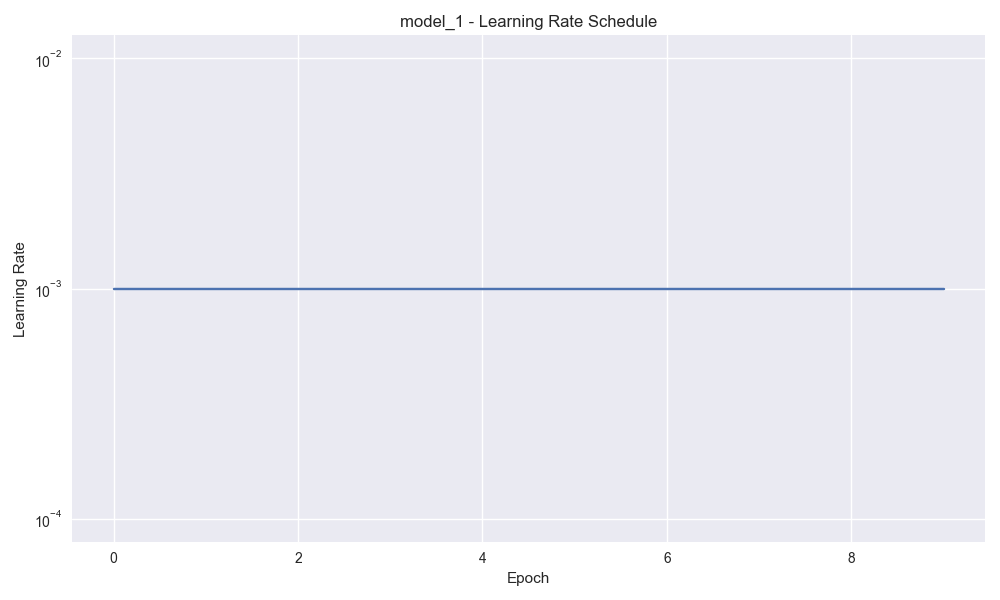 model_1 - Learning Rate Schedule
Learning Rate
10⁻²
10⁻³
10⁻⁴
0 2 4 6 8
Epoch